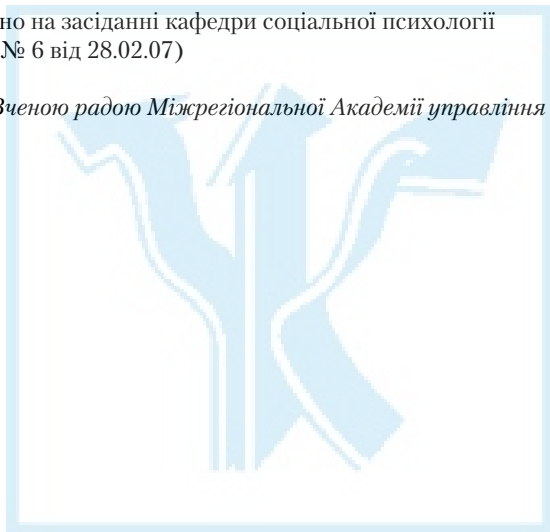 но на засіданні кафедри соціальної психології
№ 6 від 28.02.07)
Вченою радою Міжрегіональної Академії управління